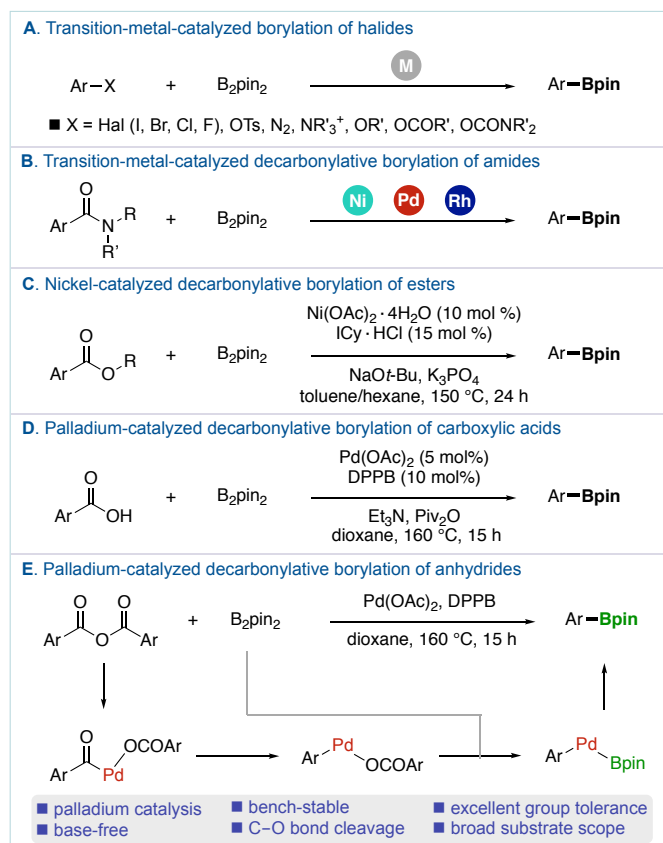 A. Transition-metal-catalyzed borylation of halides
M
Ar–X + B₂pin₂ Ar–Bpin
■ X = Hal (I, Br, Cl, F), OTs, N₂, NR'₃⁺, OR', OCOR', OCONR'₂
B. Transition-metal-catalyzed decarbonylative borylation of amides
O
Ni Pd Rh
Ar N R + B₂pin₂ Ar–Bpin
R'
C. Nickel-catalyzed decarbonylative borylation of esters
Ni(OAc)₂·4H₂O (10 mol %)
ICy·HCl (15 mol %)
O
Ar O R + B₂pin₂ Ar–Bpin
NaOt-Bu, K₃PO₄
toluene/hexane, 150 °C, 24 h
D. Palladium-catalyzed decarbonylative borylation of carboxylic acids
Pd(OAc)₂ (5 mol%)
DPPB (10 mol%)
O
Ar OH + B₂pin₂ Ar–Bpin
Et₃N, Piv₂O
dioxane, 160 °C, 15 h
E. Palladium-catalyzed decarbonylative borylation of anhydrides
O O
Pd(OAc)₂, DPPB
Ar O Ar + B₂pin₂ Ar–Bpin
dioxane, 160 °C, 15 h
O OCOAr
Ar Pd
Ar Pd OCOAr
Ar Pd Bpin
■ palladium catalysis ■ bench-stable ■ excellent group tolerance
■ base-free ■ C–O bond cleavage ■ broad substrate scope